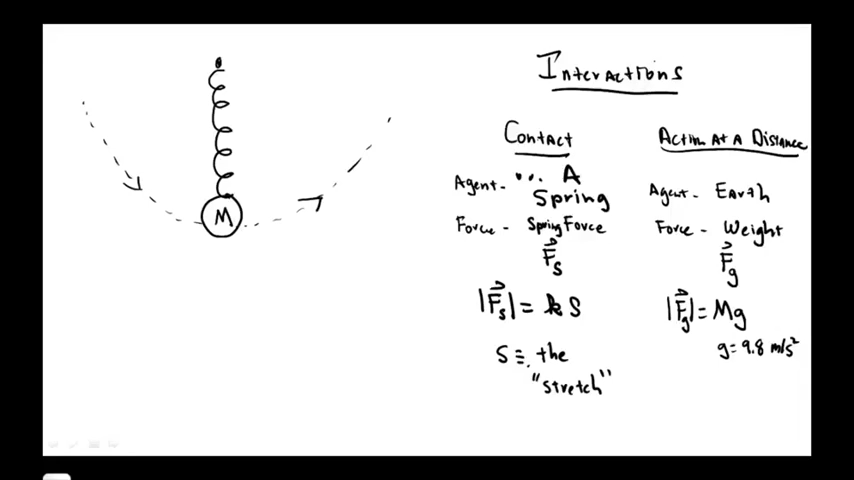 M
Interactions
Contact
Agent - ... A
Spring
Force - Spring Force
F⃗s
|F⃗s| = kS
S ≡ the
"stretch"
Action At A Distance
Agent - Earth
Force - Weight
F⃗g
|F⃗g| = Mg
g = 9.8 m/s²